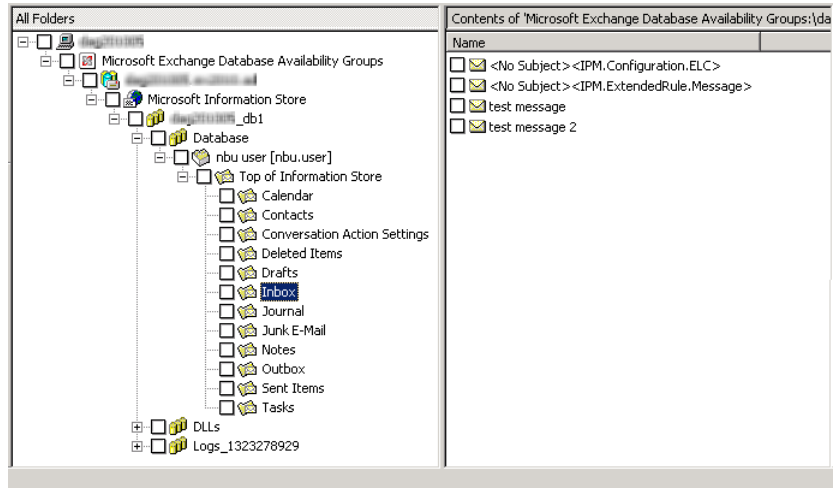 All Folders
Microsoft Exchange Database Availability Groups
Microsoft Information Store
_db1
Database
nbu user [nbu.user]
Top of Information Store
Calendar
Contacts
Conversation Action Settings
Deleted Items
Drafts
Inbox
Journal
Junk E-Mail
Notes
Outbox
Sent Items
Tasks
DLLs
Logs_1323278929
Contents of 'Microsoft Exchange Database Availability Groups:\da
Name
<No Subject><IPM.Configuration.ELC>
<No Subject><IPM.ExtendedRule.Message>
test message
test message 2